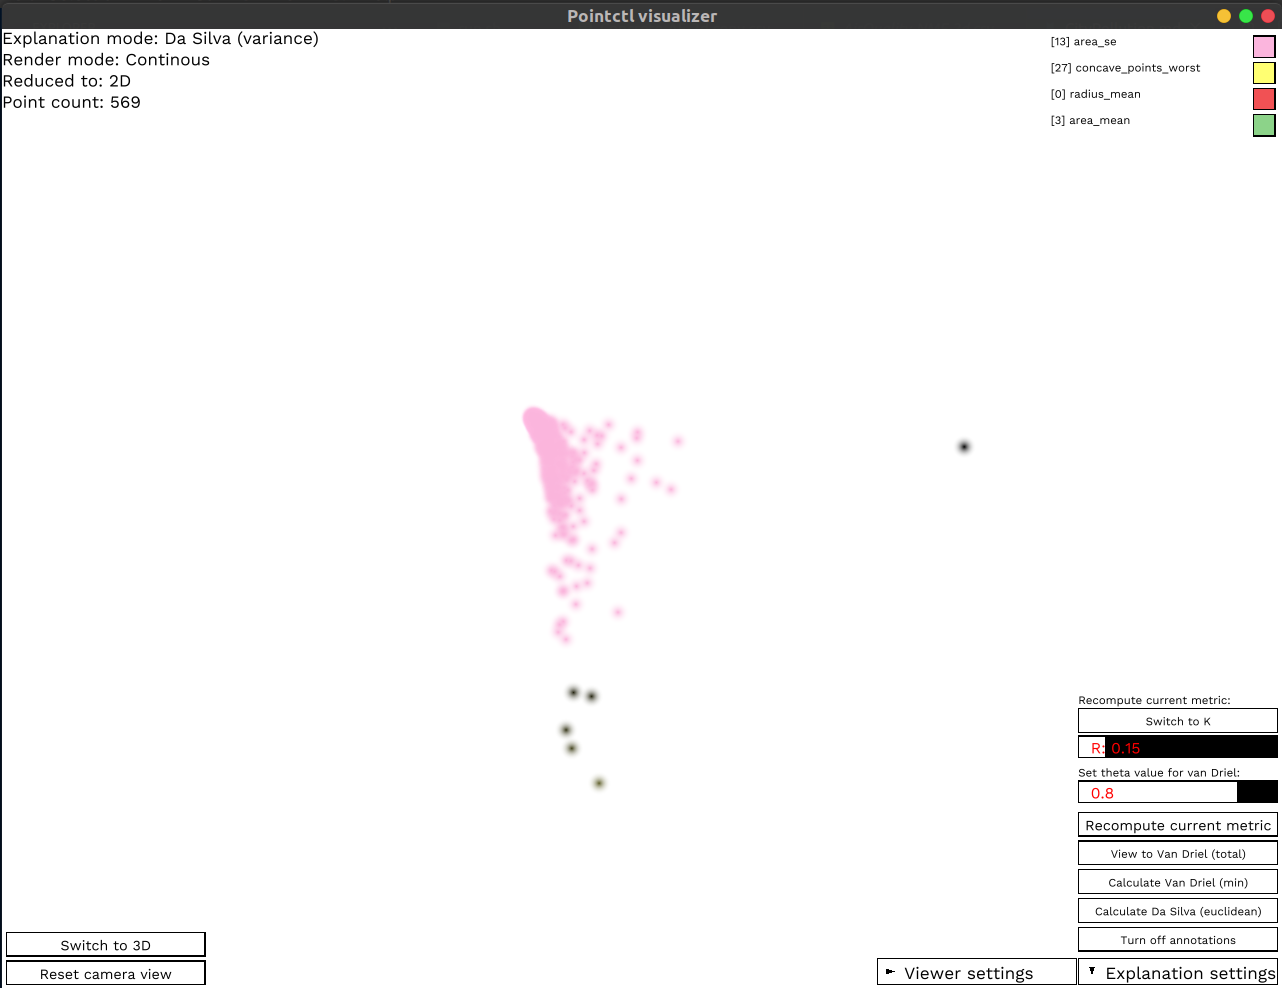 Pointctl visualizer
Explanation mode: Da Silva (variance)
Render mode: Continous
Reduced to: 2D
Point count: 569
[13] area_se
[27] concave_points_worst
[0] radius_mean
[3] area_mean
Recompute current metric:
Switch to K
R: 0.15
Set theta value for van Driel:
0.8
Recompute current metric
View to Van Driel (total)
Calculate Van Driel (min)
Calculate Da Silva (euclidean)
Turn off annotations
Switch to 3D
Reset camera view
Viewer settings
Explanation settings